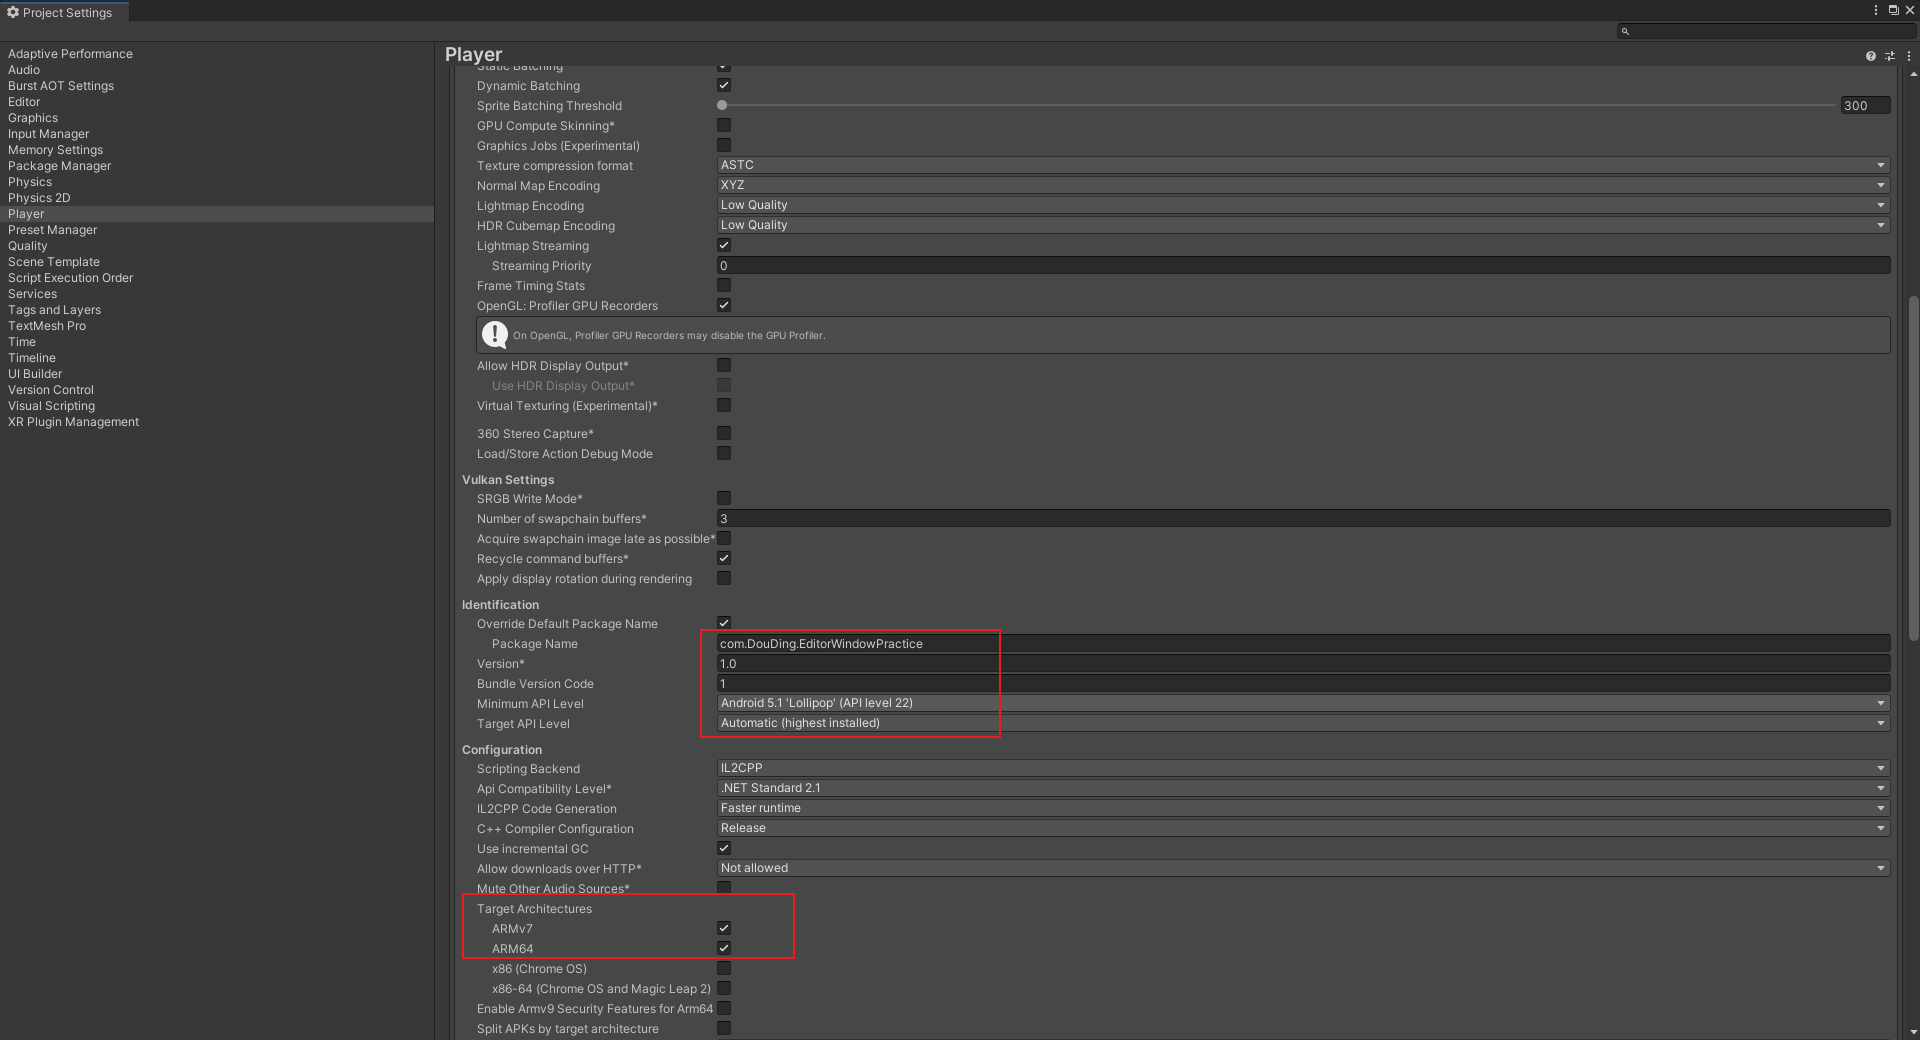 Project Settings
Adaptive Performance
Audio
Burst AOT Settings
Editor
Graphics
Input Manager
Memory Settings
Package Manager
Physics
Physics 2D
Player
Preset Manager
Quality
Scene Template
Script Execution Order
Services
Tags and Layers
TextMesh Pro
Time
Timeline
UI Builder
Version Control
Visual Scripting
XR Plugin Management
Player
Static Batching
Dynamic Batching
Sprite Batching Threshold 300
GPU Compute Skinning*
Graphics Jobs (Experimental)
Texture compression format ASTC
Normal Map Encoding XYZ
Lightmap Encoding Low Quality
HDR Cubemap Encoding Low Quality
Lightmap Streaming
Streaming Priority 0
Frame Timing Stats
OpenGL: Profiler GPU Recorders
On OpenGL, Profiler GPU Recorders may disable the GPU Profiler.
Allow HDR Display Output*
Use HDR Display Output*
Virtual Texturing (Experimental)*
360 Stereo Capture*
Load/Store Action Debug Mode
Vulkan Settings
SRGB Write Mode*
Number of swapchain buffers* 3
Acquire swapchain image late as possible*
Recycle command buffers*
Apply display rotation during rendering
Identification
Override Default Package Name
Package Name com.DouDing.EditorWindowPractice
Version* 1.0
Bundle Version Code 1
Minimum API Level Android 5.1 'Lollipop' (API level 22)
Target API Level Automatic (highest installed)
Configuration
Scripting Backend IL2CPP
Api Compatibility Level* .NET Standard 2.1
IL2CPP Code Generation Faster runtime
C++ Compiler Configuration Release
Use incremental GC
Allow downloads over HTTP* Not allowed
Mute Other Audio Sources*
Target Architectures
ARMv7
ARM64
x86 (Chrome OS)
x86-64 (Chrome OS and Magic Leap 2)
Enable Armv9 Security Features for Arm64
Split APKs by target architecture